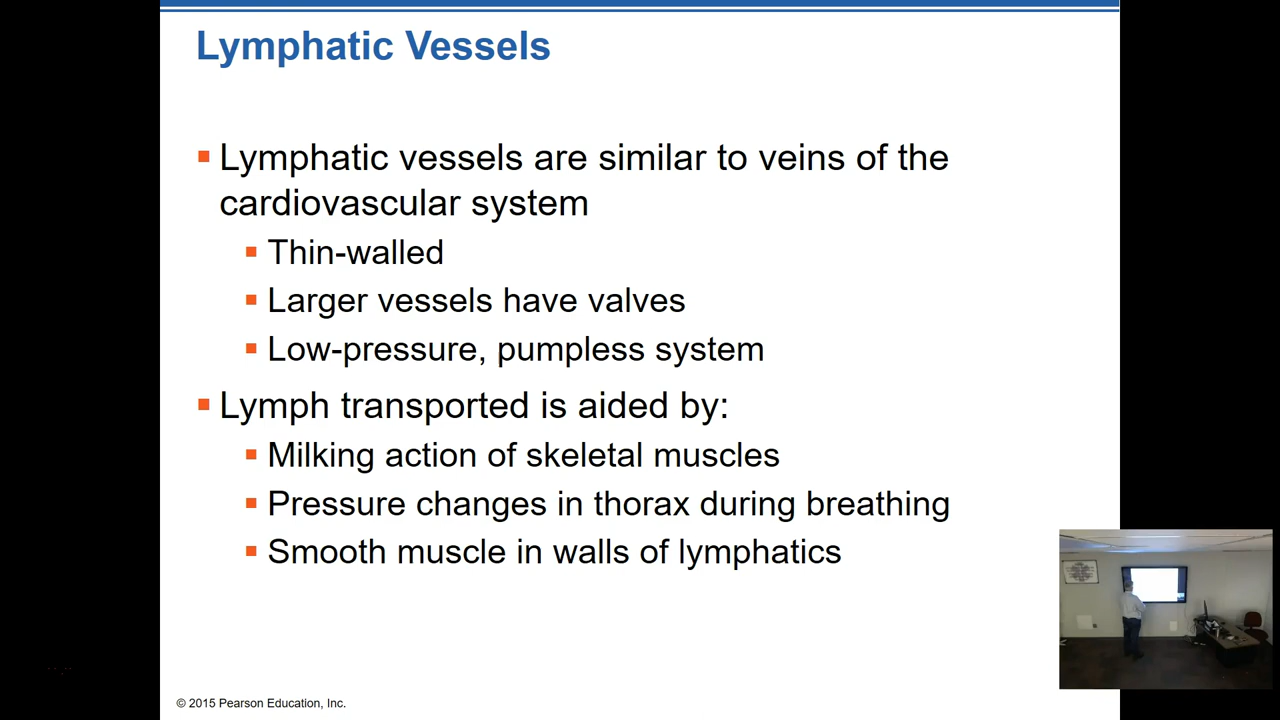 Lymphatic Vessels
Lymphatic vessels are similar to veins of the
cardiovascular system
Thin-walled
Larger vessels have valves
Low-pressure, pumpless system
Lymph transported is aided by:
Milking action of skeletal muscles
Pressure changes in thorax during breathing
Smooth muscle in walls of lymphatics
© 2015 Pearson Education, Inc.